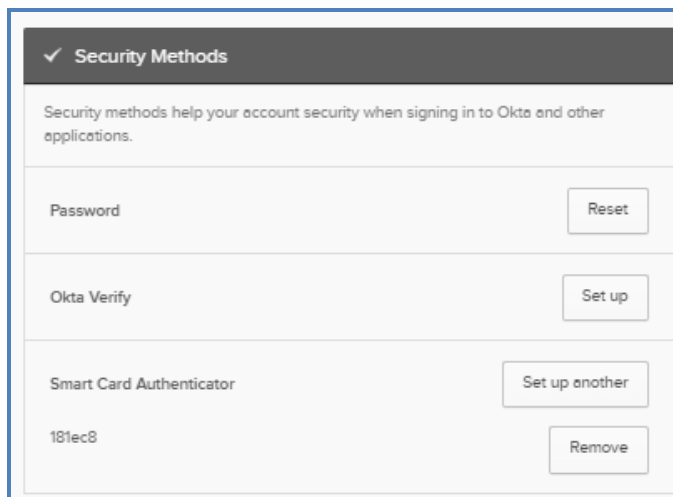 Security Methods
Security methods help your account security when signing in to Okta and other
applications.
Password
Reset
Okta Verify
Set up
Smart Card Authenticator
Set up another
181ec8
Remove